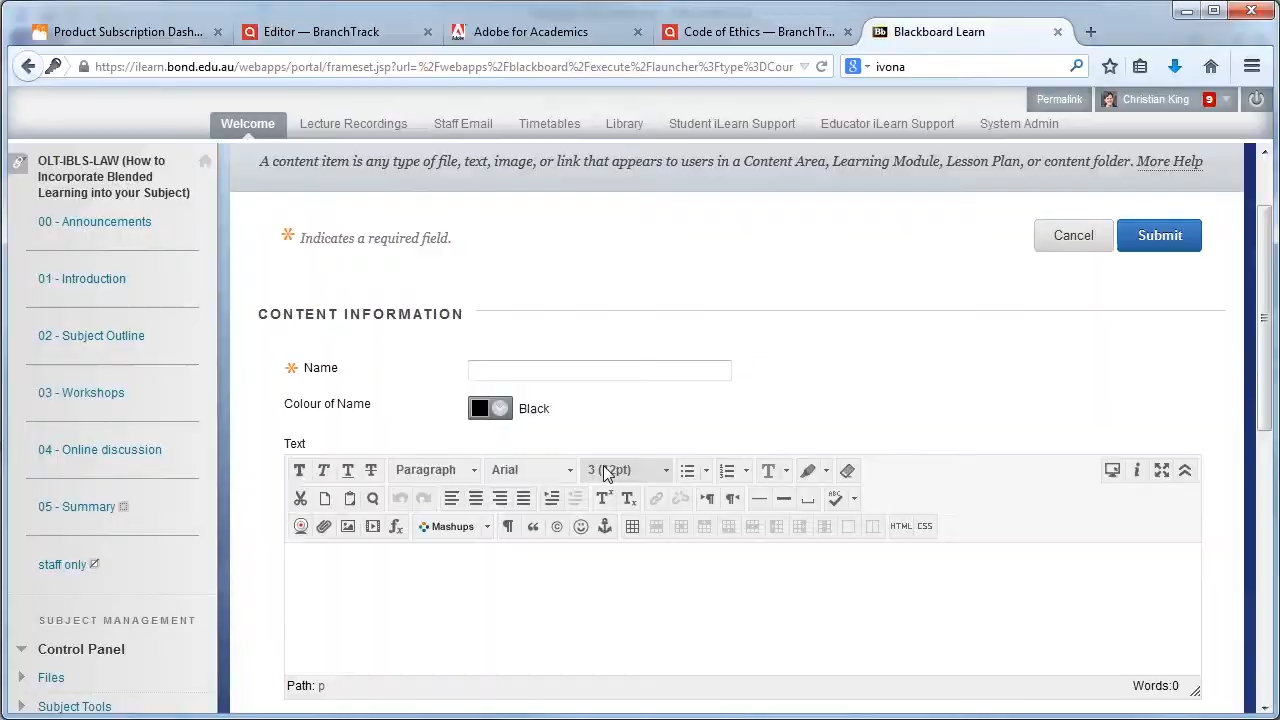 Product Subscription Dash...
Editor — BranchTrack
Adobe for Academics
Code of Ethics — BranchTr...
Bb Blackboard Learn
https://ilearn.bond.edu.au/webapps/portal/frameset.jsp?url=%2Fwebapps%2Fblackboard%2Fexecute%2Flauncher%3Ftype%3DCour
ivona
Permalink
Christian King
9
Welcome
Lecture Recordings
Staff Email
Timetables
Library
Student iLearn Support
Educator iLearn Support
System Admin
OLT-IBLS-LAW (How to
Incorporate Blended
Learning into your Subject)
00 - Announcements
01 - Introduction
02 - Subject Outline
03 - Workshops
04 - Online discussion
05 - Summary
staff only
SUBJECT MANAGEMENT
Control Panel
Files
Subject Tools
A content item is any type of file, text, image, or link that appears to users in a Content Area, Learning Module, Lesson Plan, or content folder. More Help
Indicates a required field.
Cancel
Submit
CONTENT INFORMATION
Name
Colour of Name
Black
Text
T T T T Paragraph Arial 3 (12pt) T
T× T× ABC
Mashups HTML CSS
Path: p
Words:0